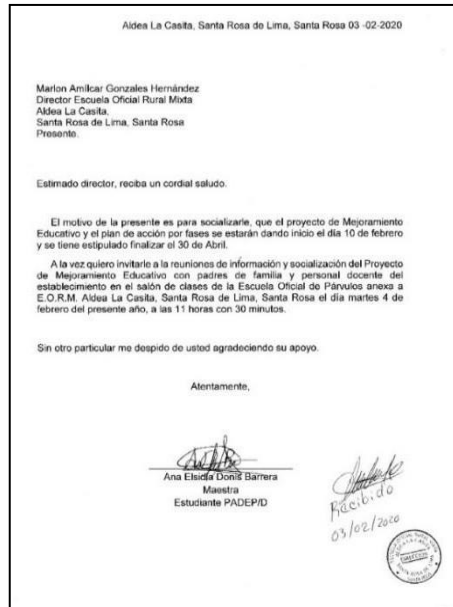 Aldea La Casita, Santa Rosa de Lima, Santa Rosa 03 -02-2020
Marlon Amilcar Gonzales Hernández
Director Escuela Oficial Rural Mixta
Aldea La Casita,
Santa Rosa de Lima, Santa Rosa
Presente.
Estimado director, reciba un cordial saludo.
El motivo de la presente es para socializarle, que el proyecto de Mejoramiento
Educativo y el plan de acción por fases se estarán dando inicio el día 10 de febrero
y se tiene estipulado finalizar el 30 de Abril.
A la vez quiero invitarle a la reuniones de información y socialización del Proyecto
de Mejoramiento Educativo con padres de familia y personal docente del
establecimiento en el salón de clases de la Escuela Oficial de Párvulos anexa a
E.O.R.M. Aldea La Casita, Santa Rosa de Lima, Santa Rosa el día martes 4 de
febrero del presente año, a las 11 horas con 30 minutos.
Sin otro particular me despido de usted agradeciendo su apoyo.
Atentamente,
Ana Elsidia Donis Barrera
Maestra
Estudiante PADEP/D
Recibido
03/02/2020